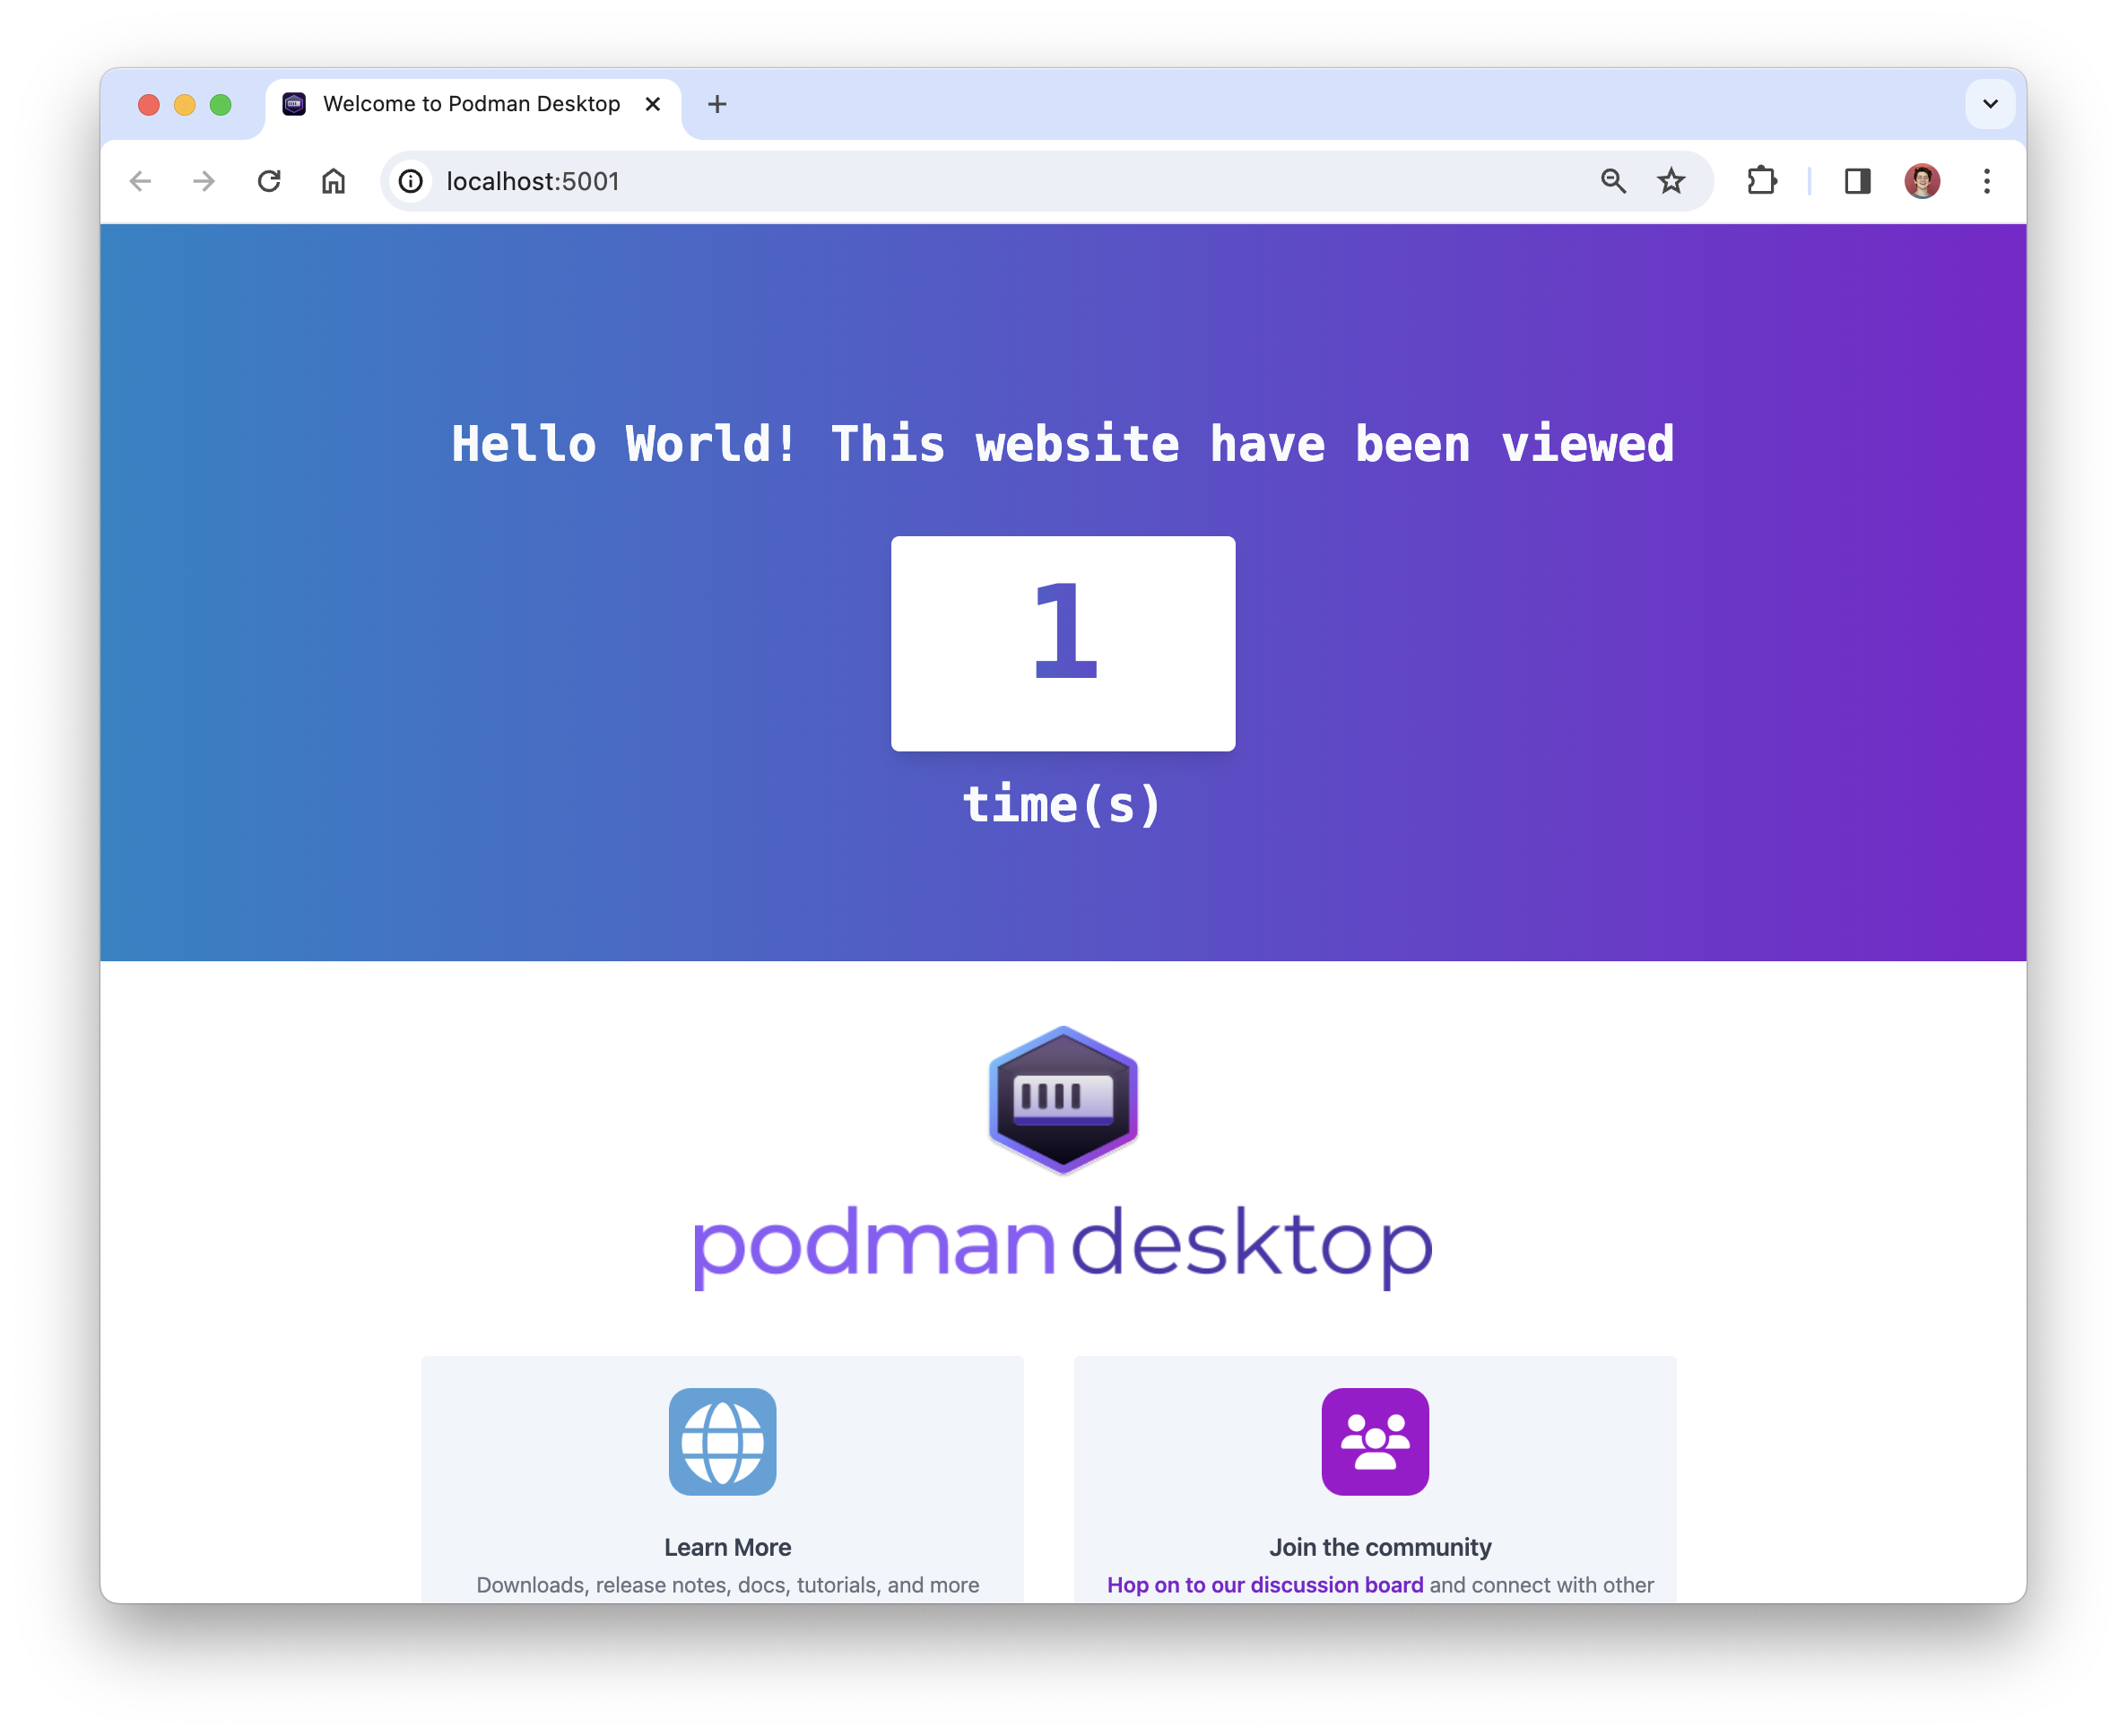 Welcome to Podman Desktop
localhost:5001
Hello World! This website have been viewed
1
time(s)
podman desktop
Learn More
Downloads, release notes, docs, tutorials, and more
Join the community
Hop on to our discussion board and connect with other